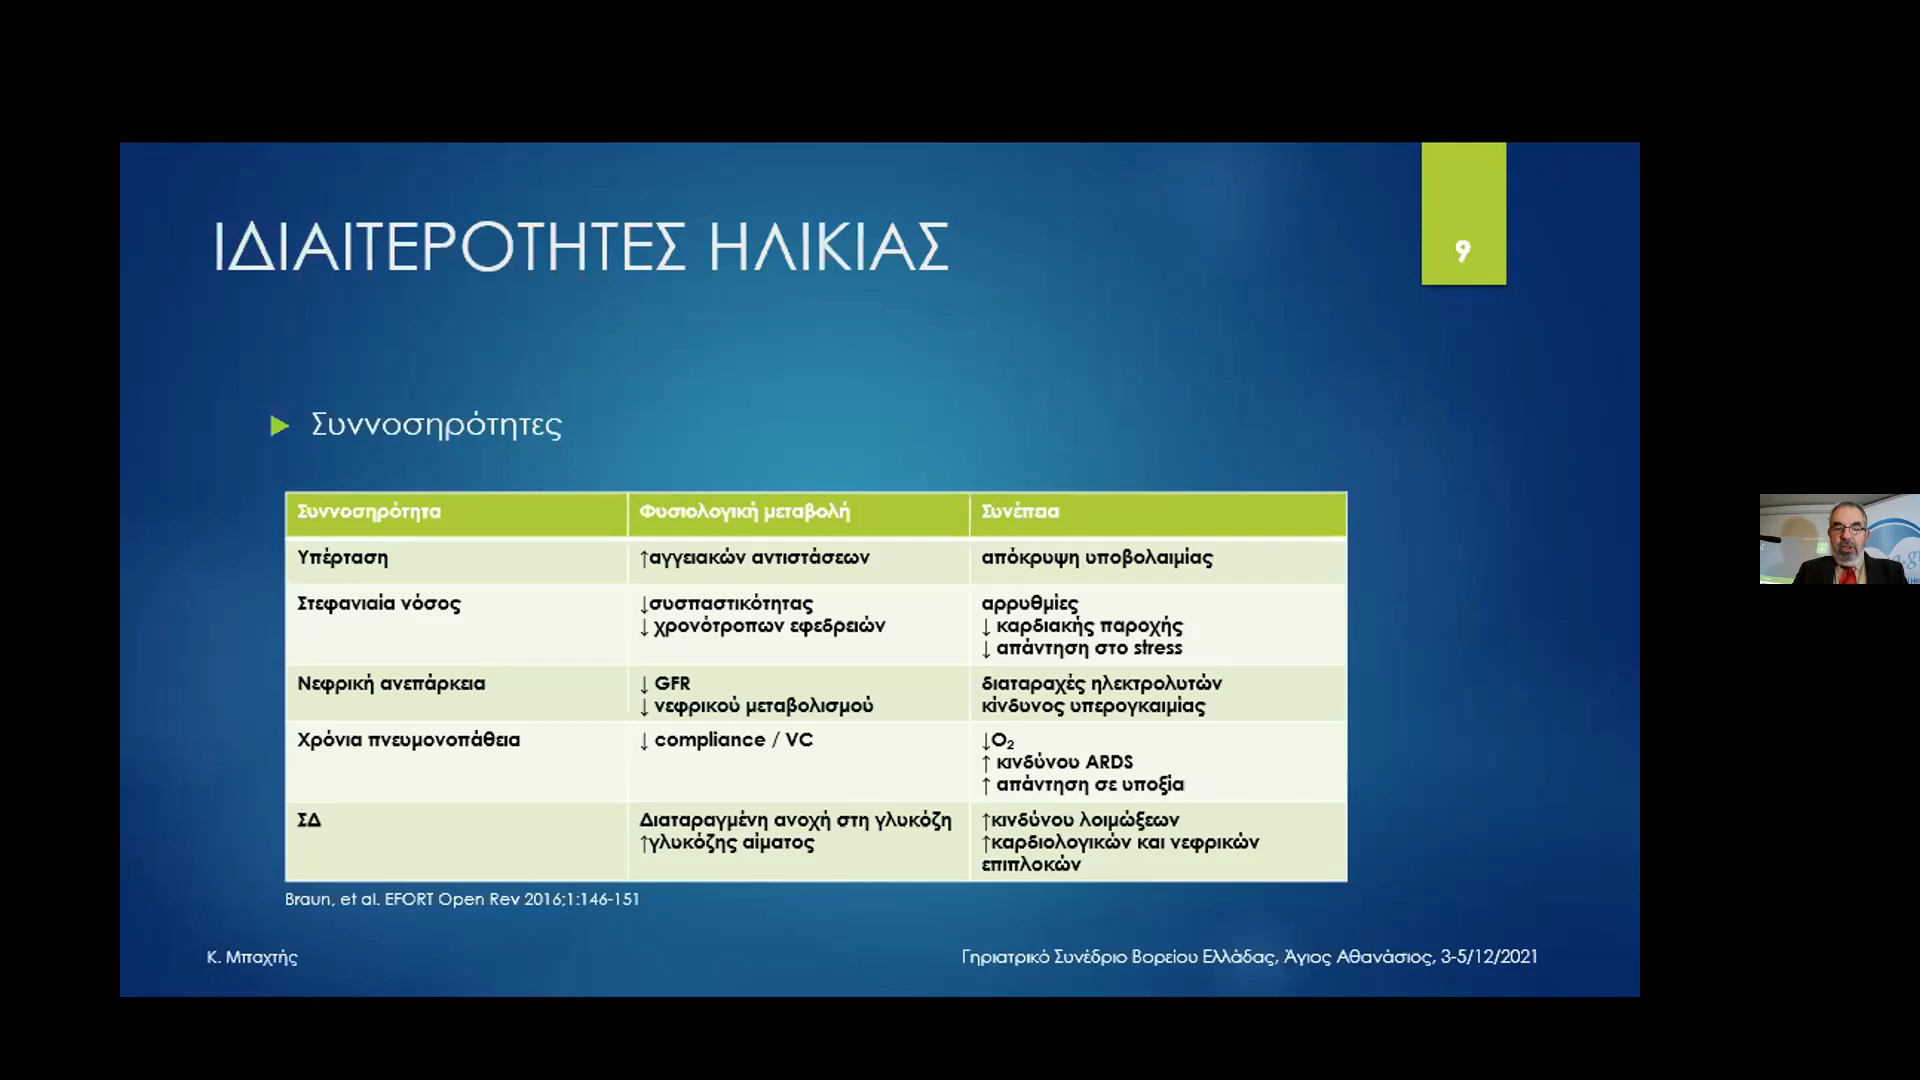 ΙΔΙΑΙΤΕΡΟΤΗΤΕΣ ΗΛΙΚΙΑΣ
9
Συννοσηρότητες
Συννοσηρότητα Φυσιολογική μεταβολή Συνέπεια
Υπέρταση ↑αγγειακών αντιστάσεων απόκρυψη υποβολαιμίας
Στεφανιαία νόσος ↓συσπαστικότητας αρρυθμίες
↓ χρονότροπων εφεδρειών ↓ καρδιακής παροχής
↓ απάντηση στο stress
Νεφρική ανεπάρκεια ↓ GFR διαταραχές ηλεκτρολυτών
↓ νεφρικού μεταβολισμού κίνδυνος υπερογκαιμίας
Χρόνια πνευμονοπάθεια ↓ compliance / VC ↓O₂
↑ κινδύνου ARDS
↑ απάντηση σε υποξία
ΣΔ Διαταραγμένη ανοχή στη γλυκόζη ↑κινδύνου λοιμώξεων
↑γλυκόζης αίματος ↑καρδιολογικών και νεφρικών
επιπλοκών
Braun, et al. EFORT Open Rev 2016;1:146-151
Κ. Μπαχτής Γηριατρικό Συνέδριο Βορείου Ελλάδας, Άγιος Αθανάσιος, 3-5/12/2021